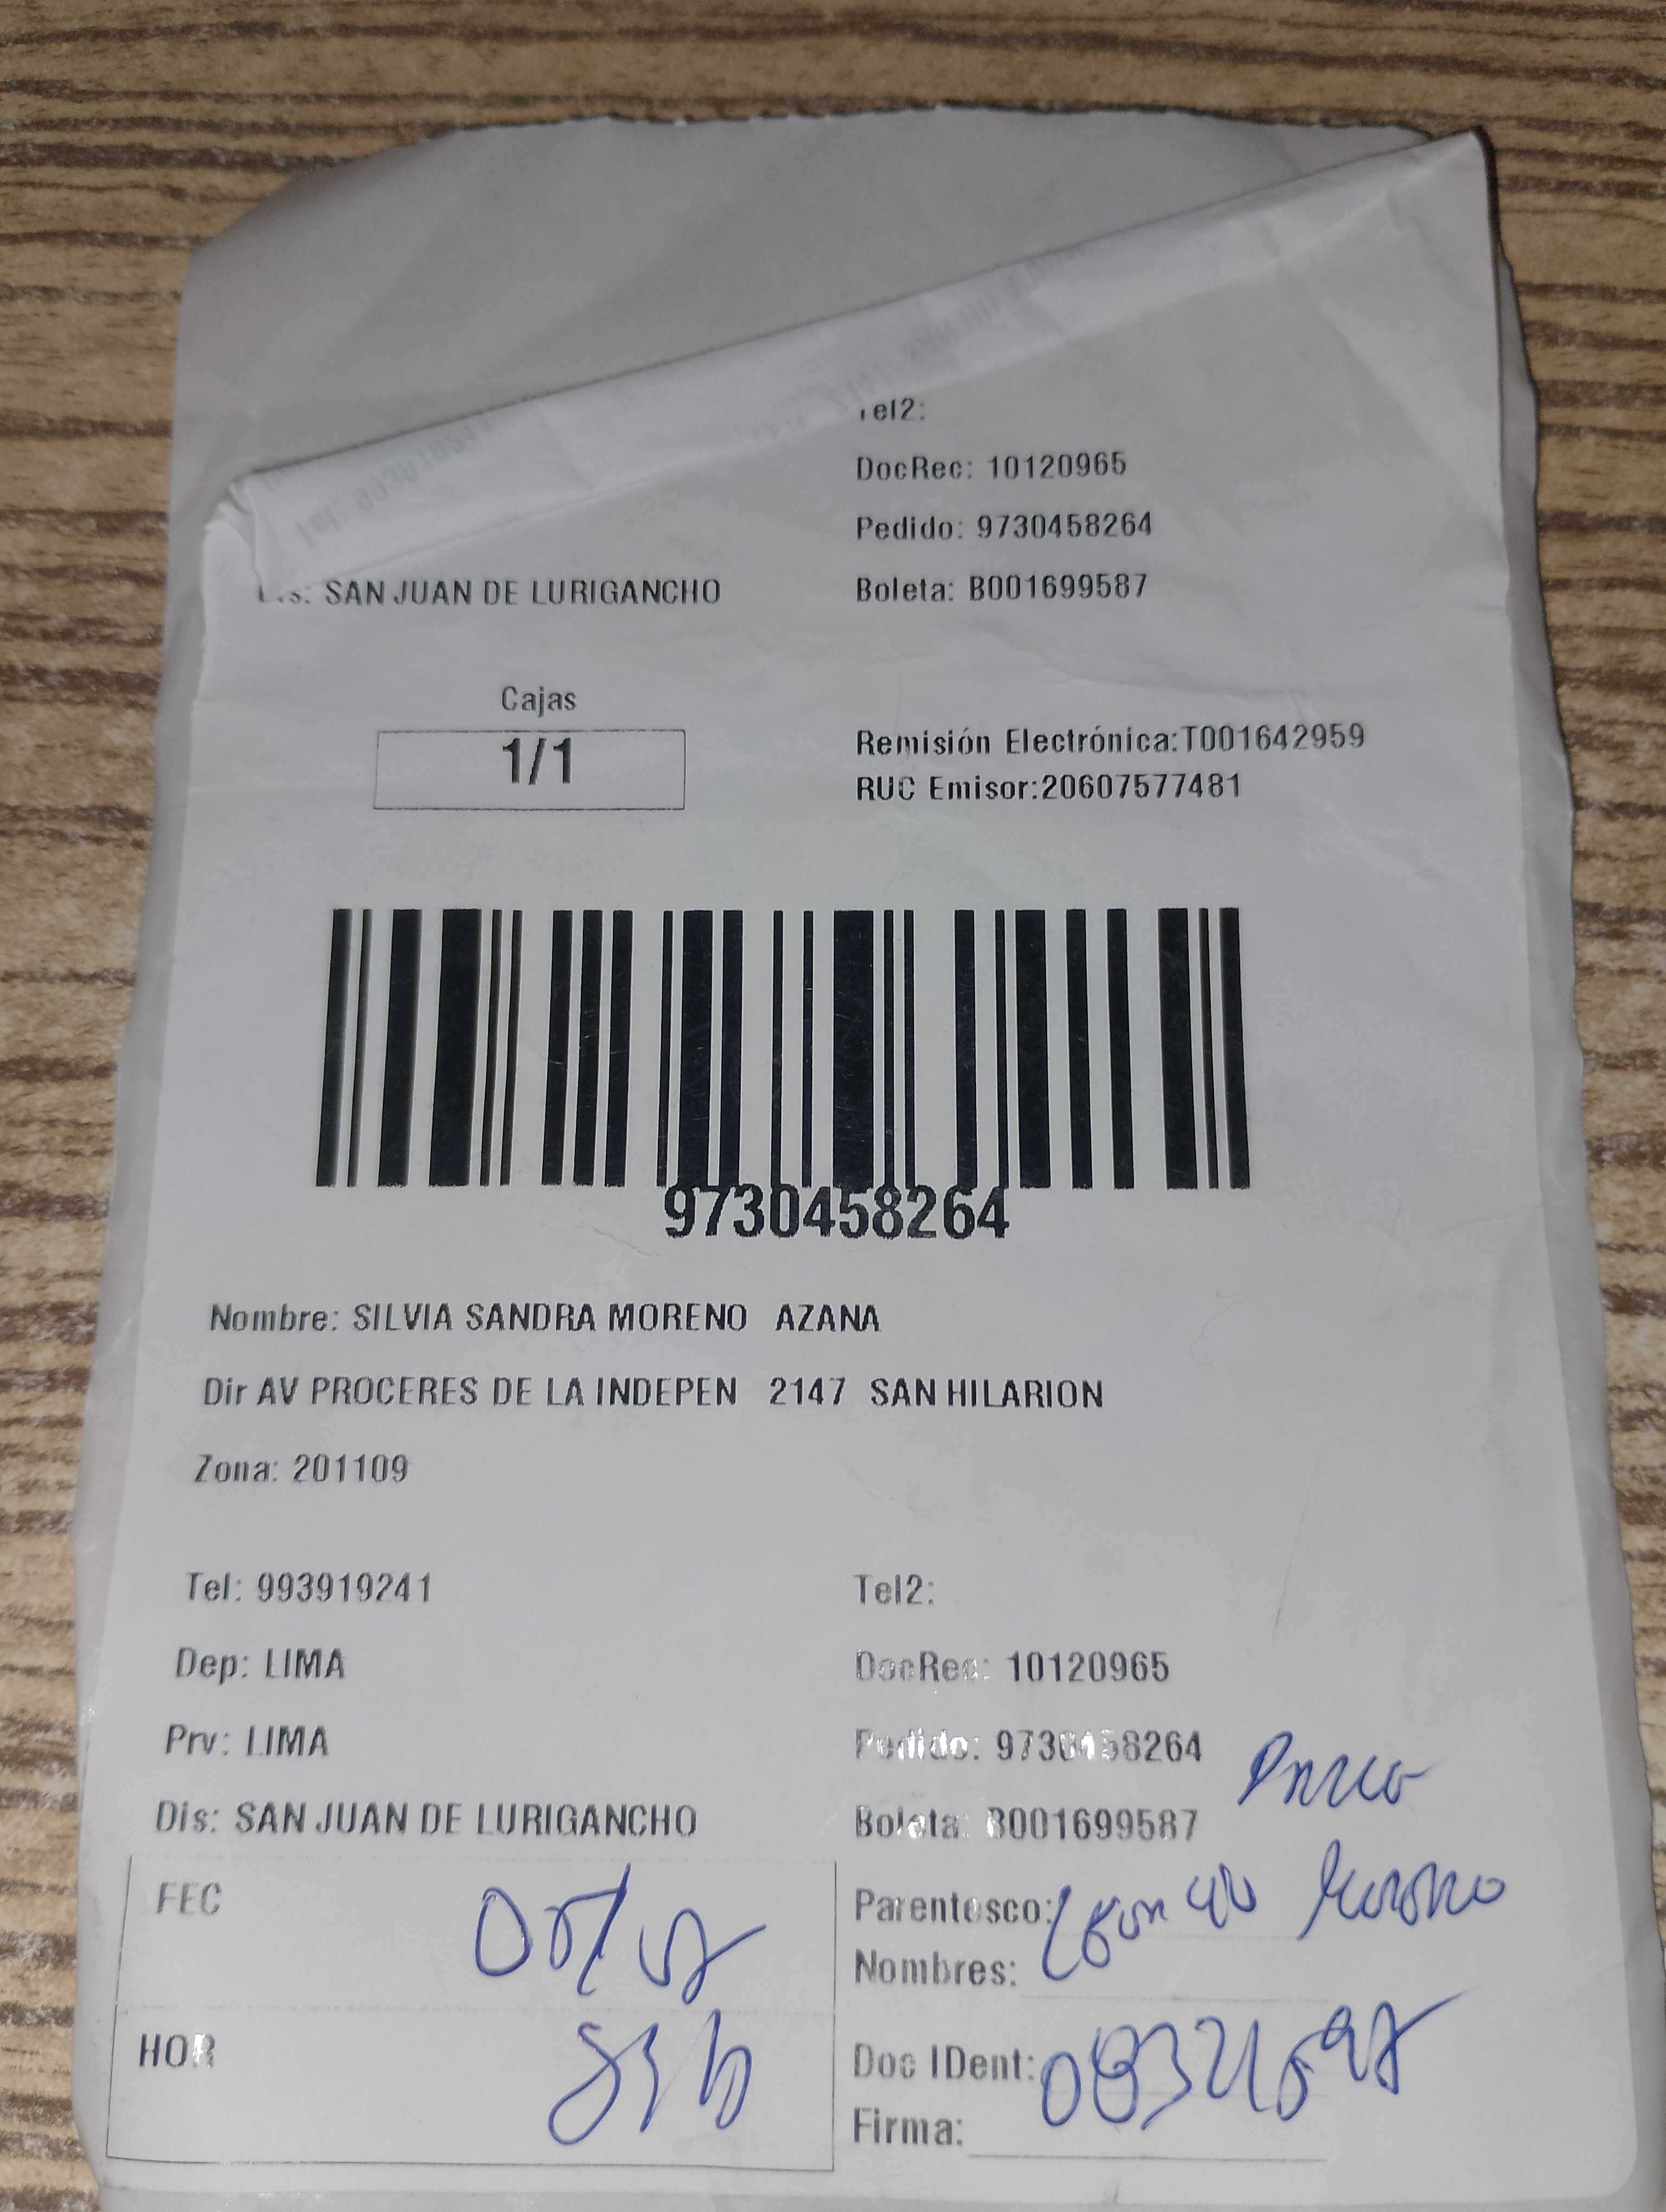 Tel2:
DocRec: 10120965
Pedido: 9730458264
Dis: SAN JUAN DE LURIGANCHO
Boleta: B001699587
Cajas
1/1
Remisión Electrónica:T001642959
RUC Emisor:20607577481
9730458264
Nombre: SILVIA SANDRA MORENO AZANA
Dir AV PROCERES DE LA INDEPEN 2147 SAN HILARION
Zona: 201109
Tel: 993919241
Tel2:
Dep: LIMA
DocRec: 10120965
Prv: LIMA
Pedido: 9730458264
Dis: SAN JUAN DE LURIGANCHO
Boleta: B001699587
FEC
Parentesco:
Nombres:
HOR
Doc IDent:
Firma: